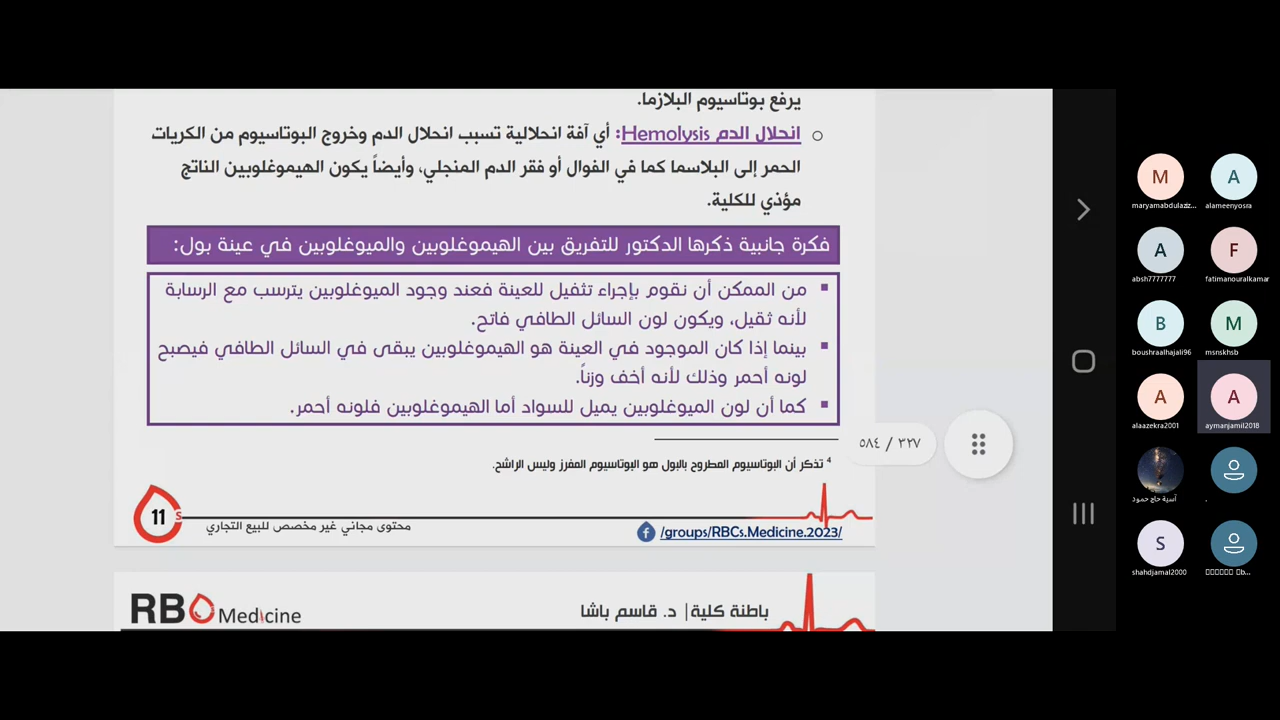 يرفع بوتاسيوم البلازما.
○ انحلال الدم Hemolysis: أي آفة انحلالية تسبب انحلال الدم وخروج البوتاسيوم من الكريات
الحمر إلى البلاسما كما في الفوال أو فقر الدم المنجلي، وأيضاً يكون الهيموغلوبين الناتج
مؤذي للكلية.
فكرة جانبية ذكرها الدكتور للتفريق بين الهيموغلوبين والميوغلوبين في عينة بول:
▪ من الممكن أن نقوم بإجراء تثفيل للعينة فعند وجود الميوغلوبين يترسب مع الرسابة
لأنه ثقيل، ويكون لون السائل الطافي فاتح.
▪ بينما إذا كان الموجود في العينة هو الهيموغلوبين يبقى في السائل الطافي فيصبح
لونه أحمر وذلك لأنه أخف وزناً.
▪ كما أن لون الميوغلوبين يميل للسواد أما الهيموغلوبين فلونه أحمر.
٣٢٧ / ٥٨٤
4 تذكر أن البوتاسيوم المطروح بالبول هو البوتاسيوم المفرز وليس الراشح.
/groups/RBCs.Medicine.2023/
محتوى مجاني غير مخصص للبيع التجاري
11
باطنة كلية| د. قاسم باشا
RB Medicine
M
A
maryamabdulaziz...
alameenyosra
A
F
absh7777777
fatimanouralkamar
B
M
boushraalhajali96
msnskhsb
A
A
alaazekra2001
aymanjamil2018
آسية حاج حمود
.
S
shahdjamal2000